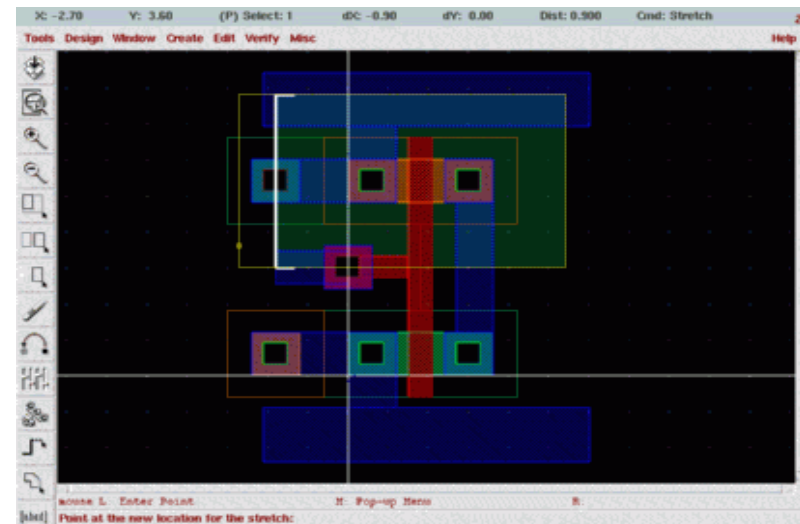 X: -2.70 Y: 3.60 (P) Select: 1 dX: -0.90 dY: 0.00 Dist: 0.900 Cmd: Stretch 2
Tools Design Window Create Edit Verify Misc Help
mouse L: Enter Point M: Pop-up Menu R:
[abcd] Point at the new location for the stretch: